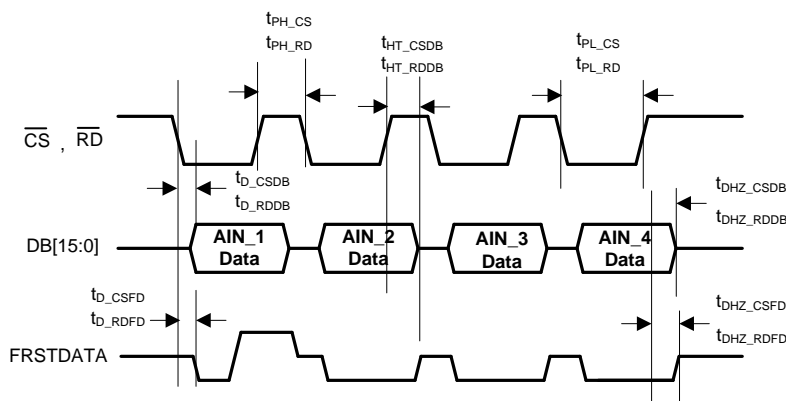 tPH_CS
tPH_RD
tHT_CSDB
tHT_RDDB
tPL_CS
tPL_RD
CS , RD
tD_CSDB
tD_RDDB
tDHZ_CSDB
tDHZ_RDDB
DB[15:0]
AIN_1
Data
AIN_2
Data
AIN_3
Data
AIN_4
Data
tD_CSFD
tD_RDFD
tDHZ_CSFD
tDHZ_RDFD
FRSTDATA